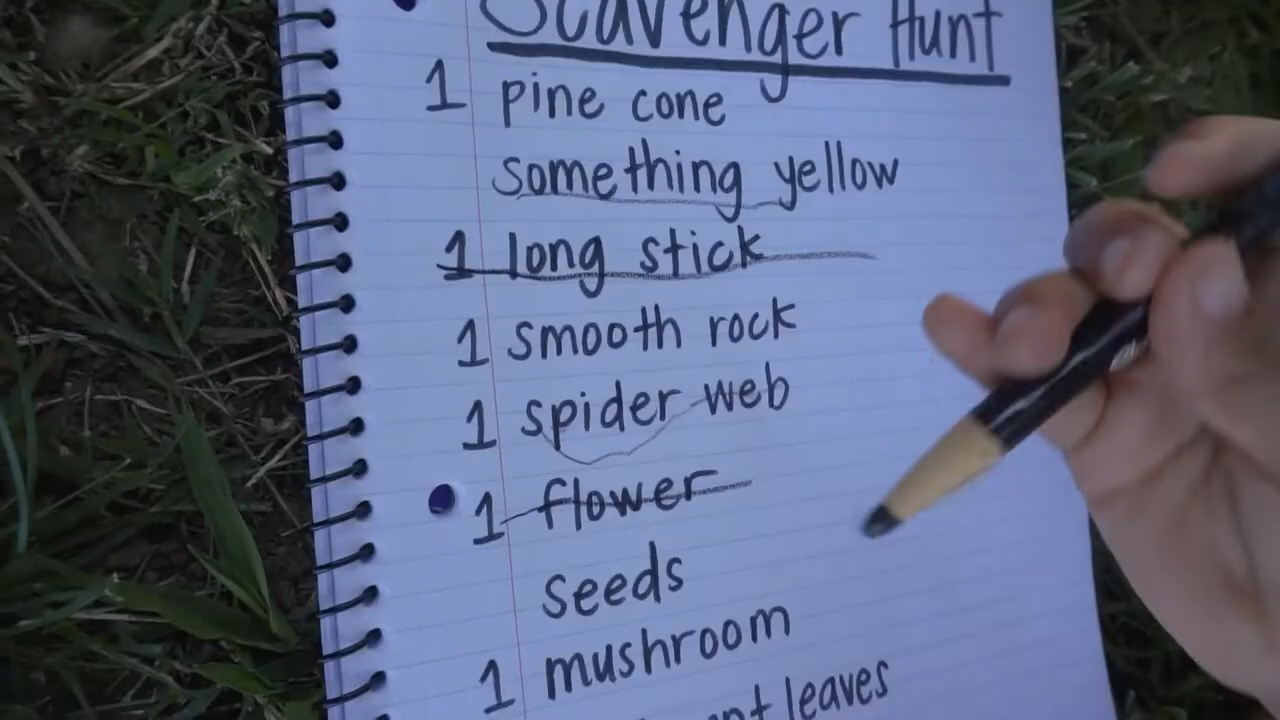 Scavenger Hunt
1 pine cone
something yellow
1 long stick
1 smooth rock
1 spider web
1 flower
seeds
1 mushroom
leaves